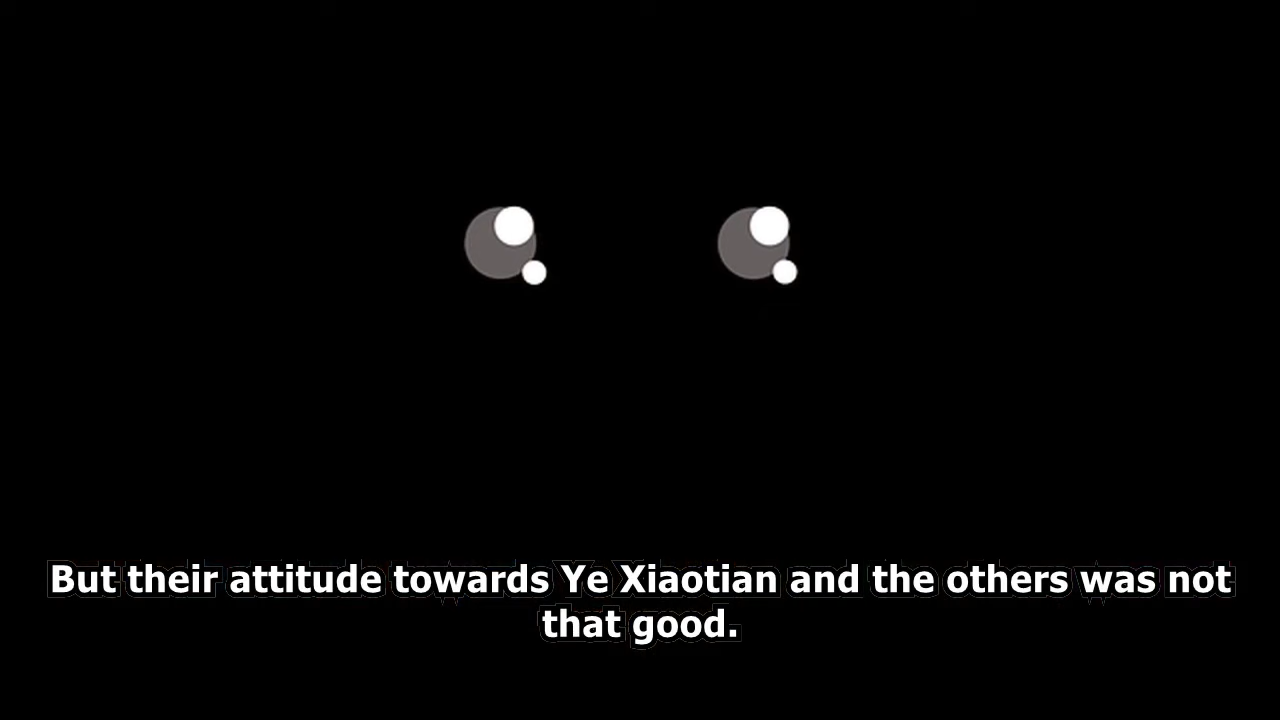 But their attitude towards Ye Xiaotian and the others was not
that good.